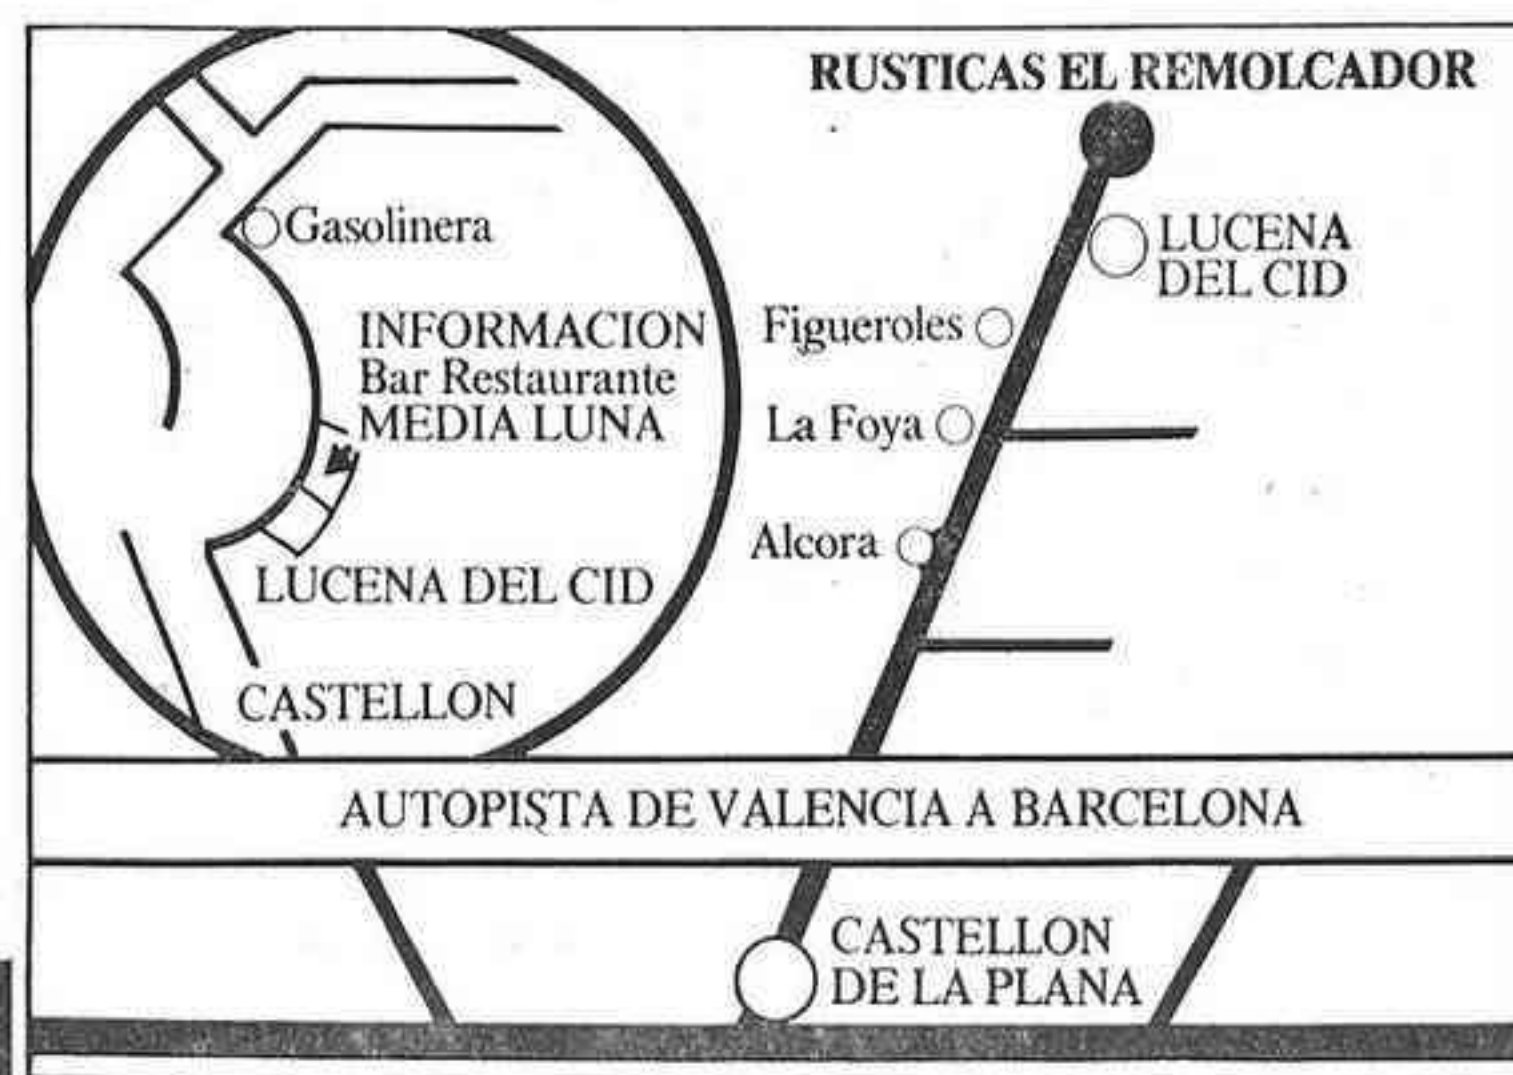 RUSTICAS EL REMOLCADOR
Gasolinera
INFORMACION
Bar Restaurante
MEDIA LUNA
LUCENA DEL CID
CASTELLON
LUCENA
DEL CID
Figueroles
La Foya
Alcora
AUTOPISTA DE VALENCIA A BARCELONA
CASTELLON
DE LA PLANA